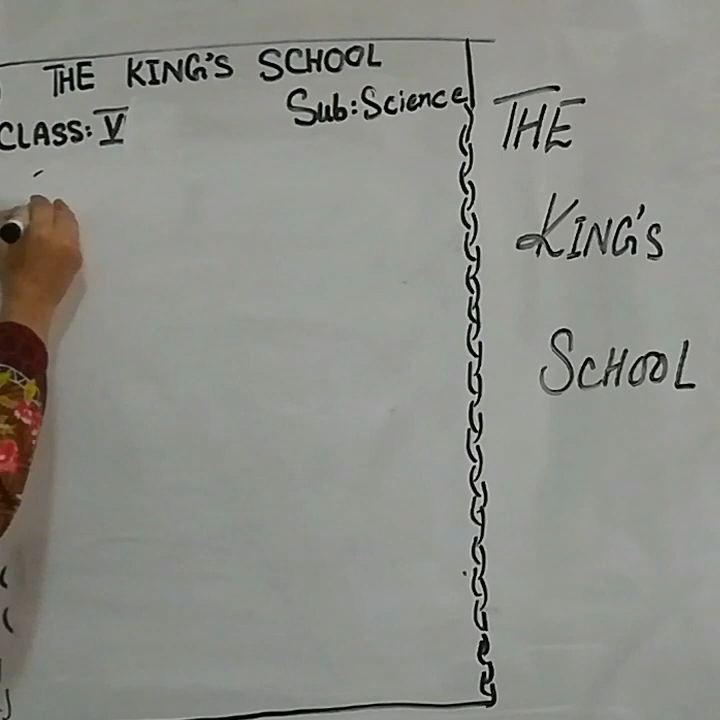 THE KING'S SCHOOL
CLASS: V
Sub: Science
THE
KING'S
SCHOOL